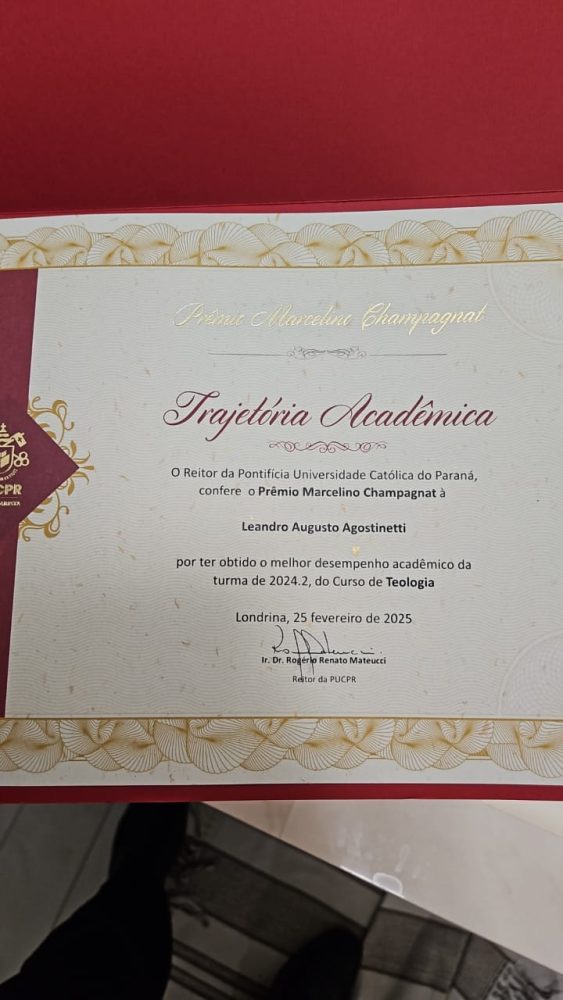 Prêmio Marcelino Champagnat
Trajetória Acadêmica
O Reitor da Pontifícia Universidade Católica do Paraná,
confere o Prêmio Marcelino Champagnat à
Leandro Augusto Agostinetti
por ter obtido o melhor desempenho acadêmico da
turma de 2024.2, do Curso de Teologia
Londrina, 25 fevereiro de 2025
Ir. Dr. Rogério Renato Mateucci
Reitor da PUCPR
CPR